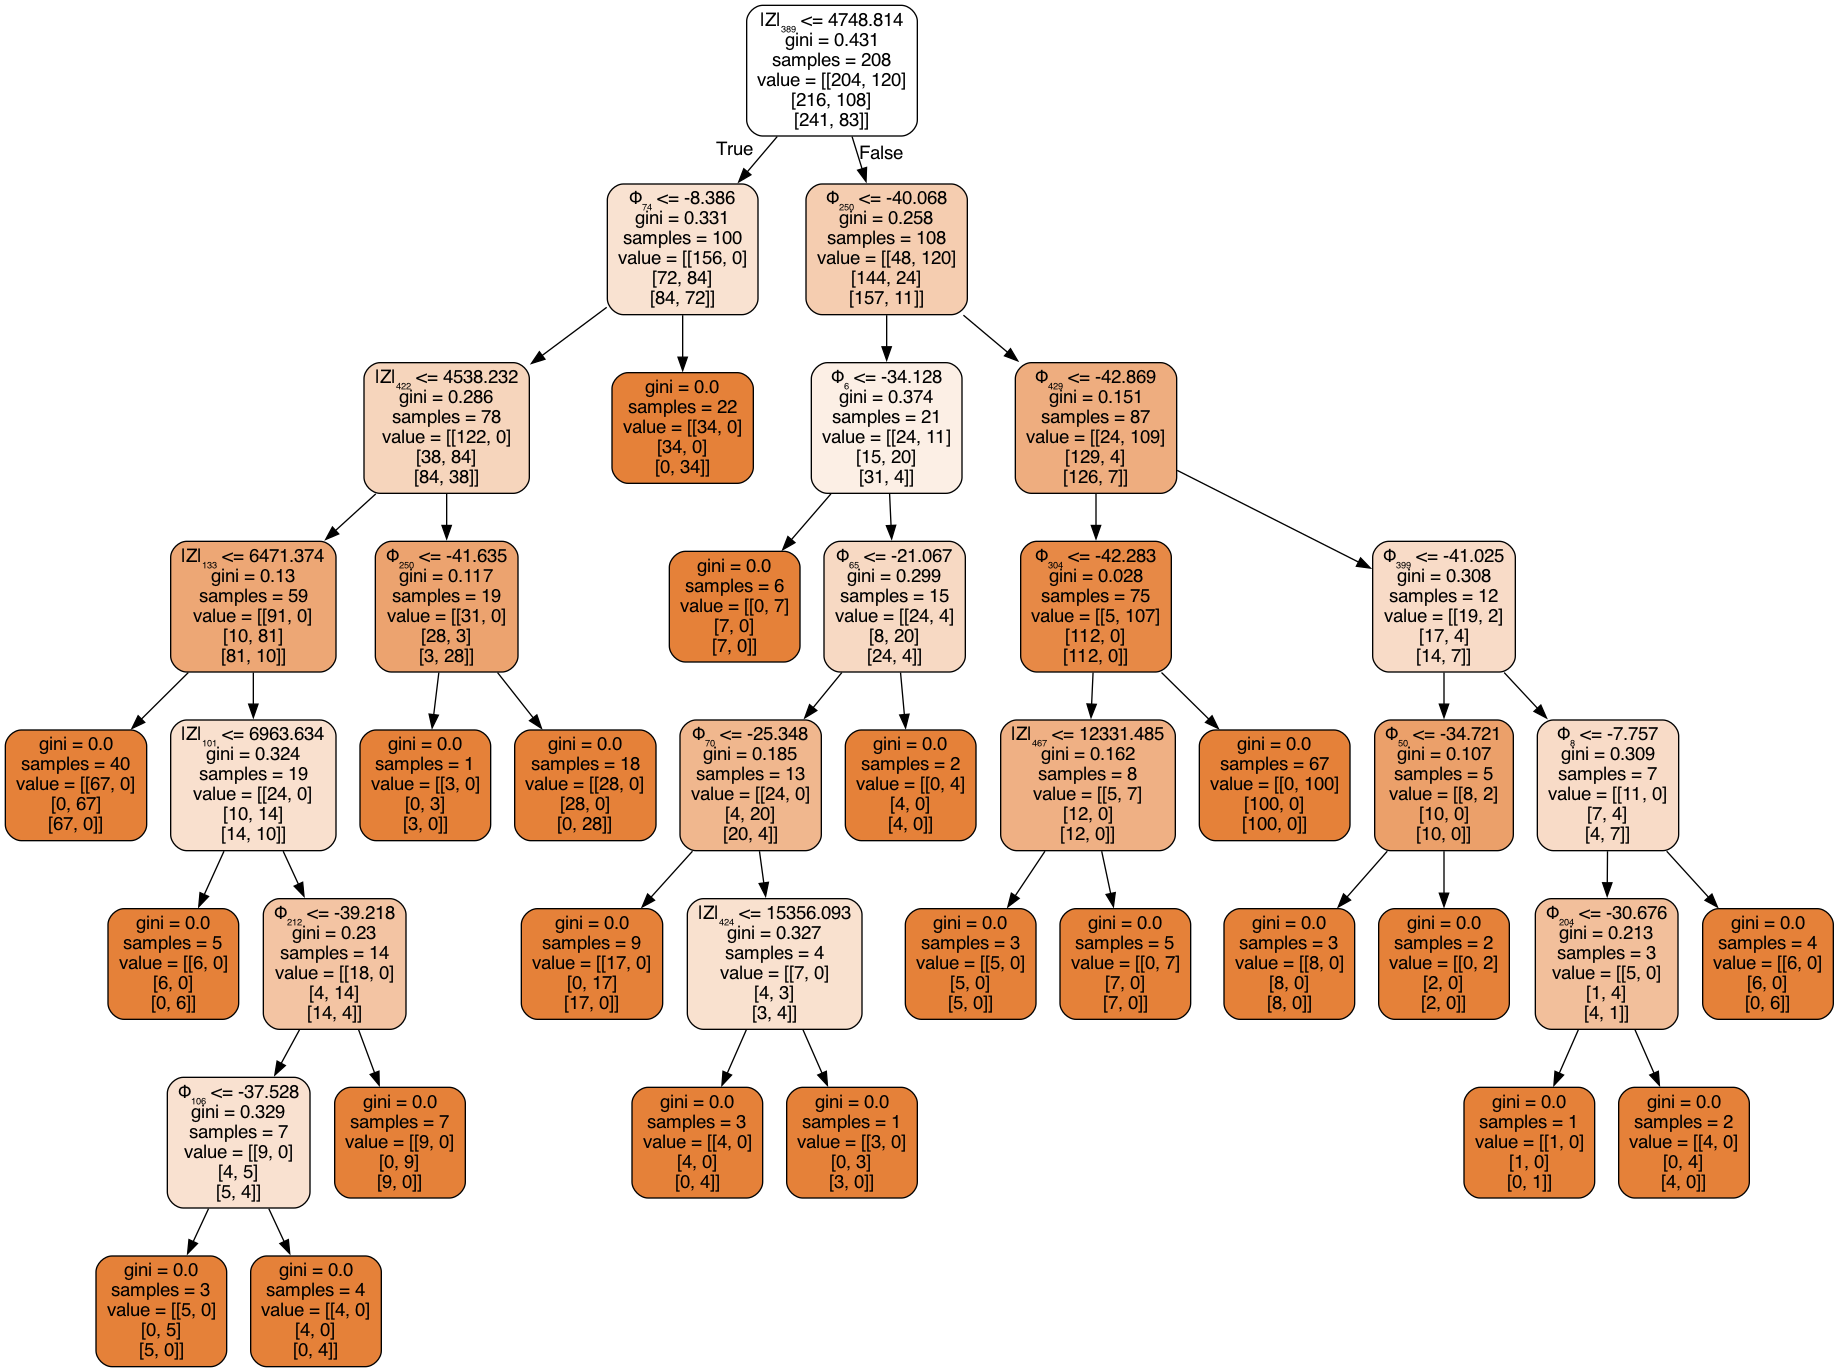 |Z|₃₈₉ <= 4748.814
gini = 0.431
samples = 208
value = [[204, 120]
[216, 108]
[241, 83]]
True
False
Φ₇₄ <= -8.386
gini = 0.331
samples = 100
value = [[156, 0]
[72, 84]
[84, 72]]
Φ₂₅₀ <= -40.068
gini = 0.258
samples = 108
value = [[48, 120]
[144, 24]
[157, 11]]
|Z|₄₂₂ <= 4538.232
gini = 0.286
samples = 78
value = [[122, 0]
[38, 84]
[84, 38]]
gini = 0.0
samples = 22
value = [[34, 0]
[34, 0]
[0, 34]]
Φ₆ <= -34.128
gini = 0.374
samples = 21
value = [[24, 11]
[15, 20]
[31, 4]]
Φ₄₂₉ <= -42.869
gini = 0.151
samples = 87
value = [[24, 109]
[129, 4]
[126, 7]]
|Z|₁₃₃ <= 6471.374
gini = 0.13
samples = 59
value = [[91, 0]
[10, 81]
[81, 10]]
Φ₂₅₀ <= -41.635
gini = 0.117
samples = 19
value = [[31, 0]
[28, 3]
[3, 28]]
gini = 0.0
samples = 6
value = [[0, 7]
[7, 0]
[7, 0]]
Φ₆₅ <= -21.067
gini = 0.299
samples = 15
value = [[24, 4]
[8, 20]
[24, 4]]
Φ₃₀₄ <= -42.283
gini = 0.028
samples = 75
value = [[5, 107]
[112, 0]
[112, 0]]
Φ₃₉₉ <= -41.025
gini = 0.308
samples = 12
value = [[19, 2]
[17, 4]
[14, 7]]
gini = 0.0
samples = 40
value = [[67, 0]
[0, 67]
[67, 0]]
|Z|₁₀₁ <= 6963.634
gini = 0.324
samples = 19
value = [[24, 0]
[10, 14]
[14, 10]]
gini = 0.0
samples = 1
value = [[3, 0]
[0, 3]
[3, 0]]
gini = 0.0
samples = 18
value = [[28, 0]
[28, 0]
[0, 28]]
Φ₇₀ <= -25.348
gini = 0.185
samples = 13
value = [[24, 0]
[4, 20]
[20, 4]]
gini = 0.0
samples = 2
value = [[0, 4]
[4, 0]
[4, 0]]
|Z|₄₆₇ <= 12331.485
gini = 0.162
samples = 8
value = [[5, 7]
[12, 0]
[12, 0]]
gini = 0.0
samples = 67
value = [[0, 100]
[100, 0]
[100, 0]]
Φ₅₀ <= -34.721
gini = 0.107
samples = 5
value = [[8, 2]
[10, 0]
[10, 0]]
Φ <= -7.757
gini = 0.309
samples = 7
value = [[11, 0]
[7, 4]
[4, 7]]
gini = 0.0
samples = 5
value = [[6, 0]
[6, 0]
[0, 6]]
Φ₂₁₂ <= -39.218
gini = 0.23
samples = 14
value = [[18, 0]
[4, 14]
[14, 4]]
gini = 0.0
samples = 9
value = [[17, 0]
[0, 17]
[17, 0]]
|Z|₄₂₄ <= 15356.093
gini = 0.327
samples = 4
value = [[7, 0]
[4, 3]
[3, 4]]
gini = 0.0
samples = 3
value = [[5, 0]
[5, 0]
[5, 0]]
gini = 0.0
samples = 5
value = [[0, 7]
[7, 0]
[7, 0]]
gini = 0.0
samples = 3
value = [[8, 0]
[8, 0]
[8, 0]]
gini = 0.0
samples = 2
value = [[0, 2]
[2, 0]
[2, 0]]
Φ₂₀₄ <= -30.676
gini = 0.213
samples = 3
value = [[5, 0]
[1, 4]
[4, 1]]
gini = 0.0
samples = 4
value = [[6, 0]
[6, 0]
[0, 6]]
Φ₁₀₆ <= -37.528
gini = 0.329
samples = 7
value = [[9, 0]
[4, 5]
[5, 4]]
gini = 0.0
samples = 7
value = [[9, 0]
[0, 9]
[9, 0]]
gini = 0.0
samples = 3
value = [[4, 0]
[4, 0]
[0, 4]]
gini = 0.0
samples = 1
value = [[3, 0]
[0, 3]
[3, 0]]
gini = 0.0
samples = 1
value = [[1, 0]
[1, 0]
[0, 1]]
gini = 0.0
samples = 2
value = [[4, 0]
[0, 4]
[4, 0]]
gini = 0.0
samples = 3
value = [[5, 0]
[0, 5]
[5, 0]]
gini = 0.0
samples = 4
value = [[4, 0]
[4, 0]
[0, 4]]